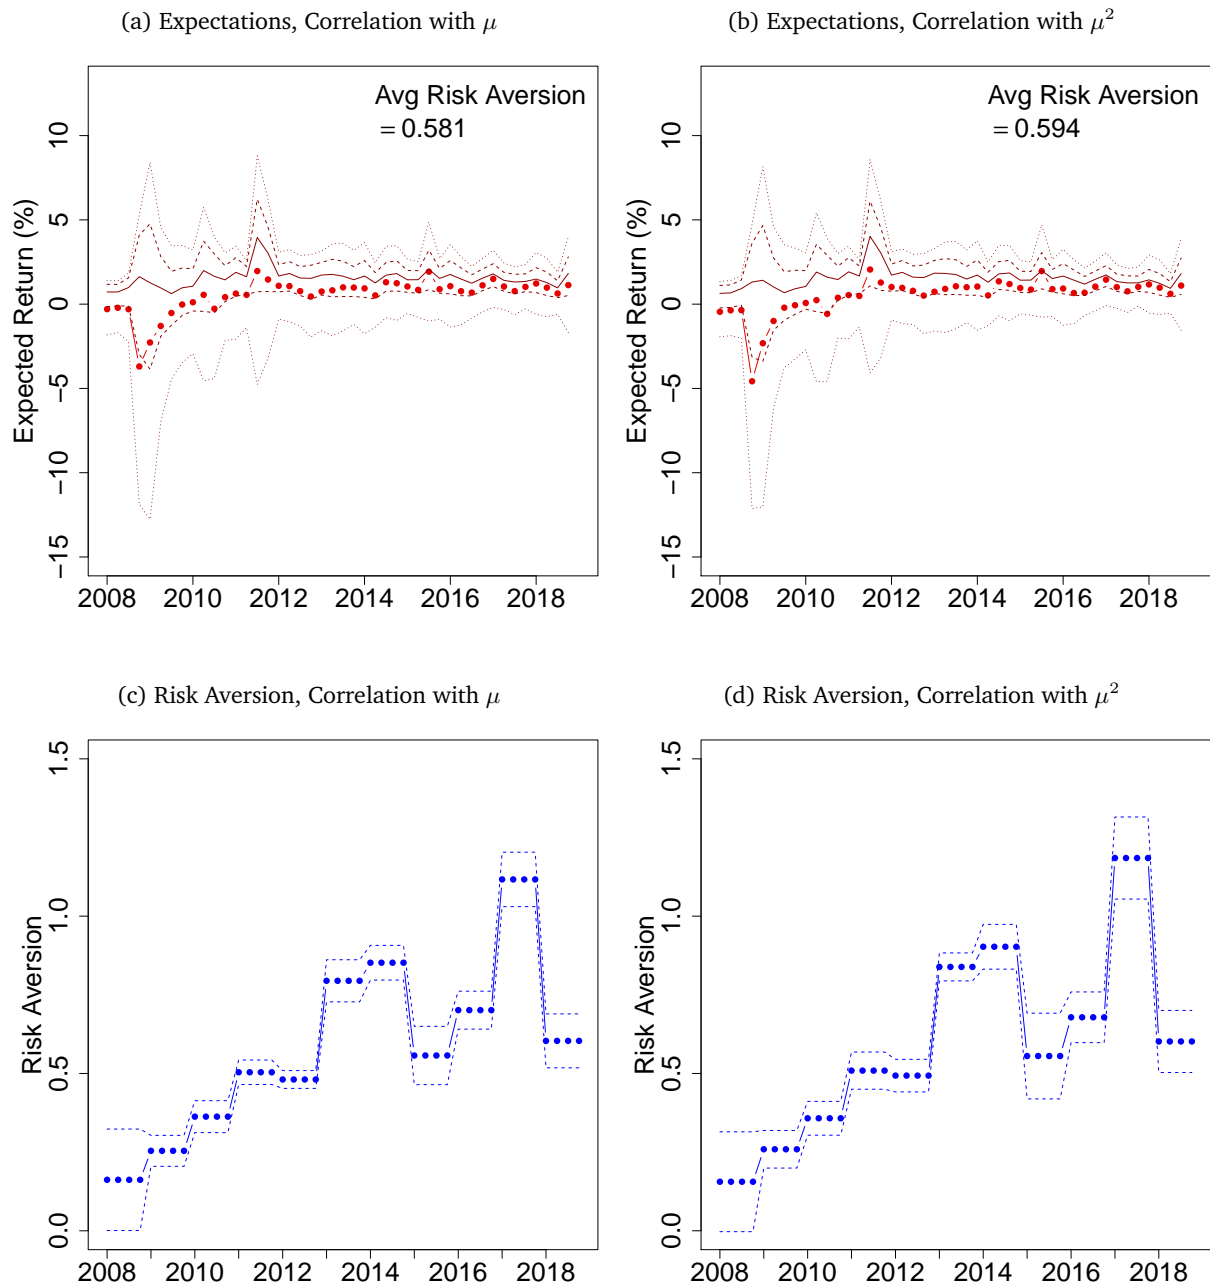 (a) Expectations, Correlation with μ
(b) Expectations, Correlation with μ²
Avg Risk Aversion
= 0.581
Expected Return (%)
10
5
0
−5
−10
−15
2008 2010 2012 2014 2016 2018
Avg Risk Aversion
= 0.594
Expected Return (%)
10
5
0
−5
−10
−15
2008 2010 2012 2014 2016 2018
(c) Risk Aversion, Correlation with μ
(d) Risk Aversion, Correlation with μ²
Risk Aversion
1.5
1.0
0.5
0.0
2008 2010 2012 2014 2016 2018
Risk Aversion
1.5
1.0
0.5
0.0
2008 2010 2012 2014 2016 2018